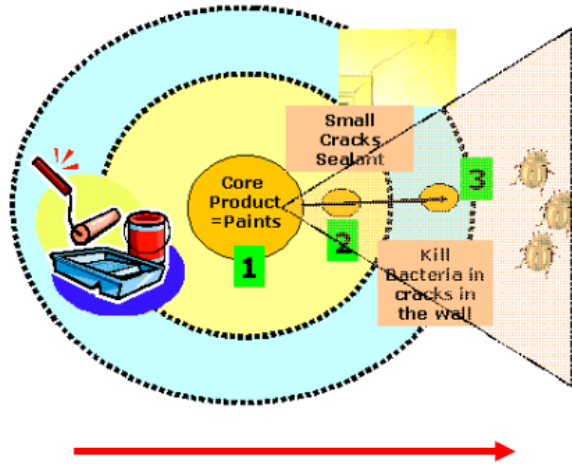 Small
Cracks
Sealant
Core
Product
=Paints
1
2
3
Kill
Bacteria in
cracks in
the wall